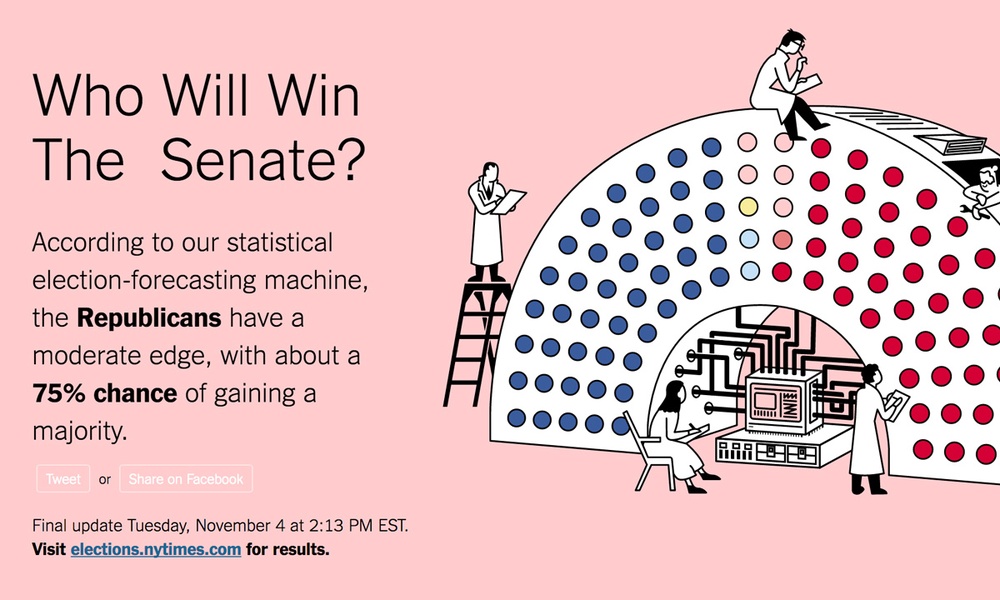 Who Will Win
The Senate?
According to our statistical
election-forecasting machine,
the Republicans have a
moderate edge, with about a
75% chance of gaining a
majority.
Tweet or Share on Facebook
Final update Tuesday, November 4 at 2:13 PM EST.
Visit elections.nytimes.com for results.